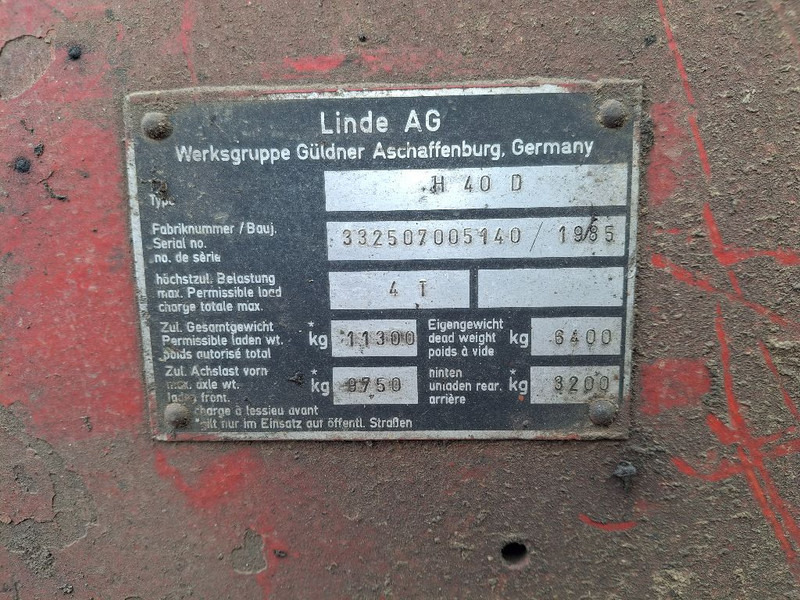 Linde AG
Werksgruppe Güldner Aschaffenburg, Germany
Type H 40 D
Fabriknummer / Bauj.
Serial no. 332507005140 / 1985
no. de série
höchstzul. Belastung
max. Permissible load 4 T
charge totale max.
Zul. Gesamtgewicht * Eigengewicht
Permissible laden wt. kg 11300 dead weight kg 6400
poids autorisé total poids à vide
Zul. Achslast vorn * hinten *
max. axle wt. kg 9750 unladen rear. kg 3200
laden front. arrière
charge à lessieu avant
*gilt nur im Einsatz auf öffentl. Straßen